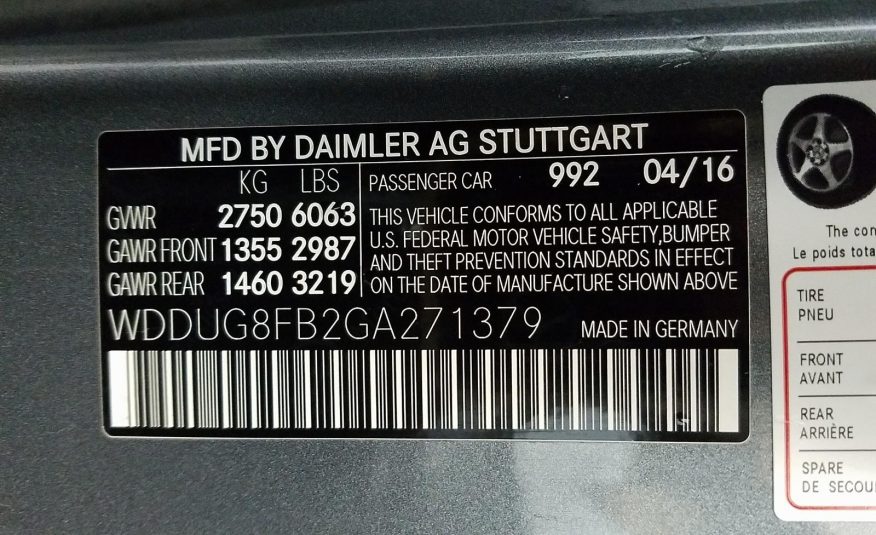 MFD BY DAIMLER AG STUTTGART
KG LBS
GVWR 2750 6063
GAWR FRONT 1355 2987
GAWR REAR 1460 3219
PASSENGER CAR 992 04/16
THIS VEHICLE CONFORMS TO ALL APPLICABLE
U.S. FEDERAL MOTOR VEHICLE SAFETY,BUMPER
AND THEFT PREVENTION STANDARDS IN EFFECT
ON THE DATE OF MANUFACTURE SHOWN ABOVE
WDDUG8FB2GA271379 MADE IN GERMANY
The
Le poids
TIRE
PNEU
FRONT
AVANT
REAR
ARRIÈRE
SPARE
DE